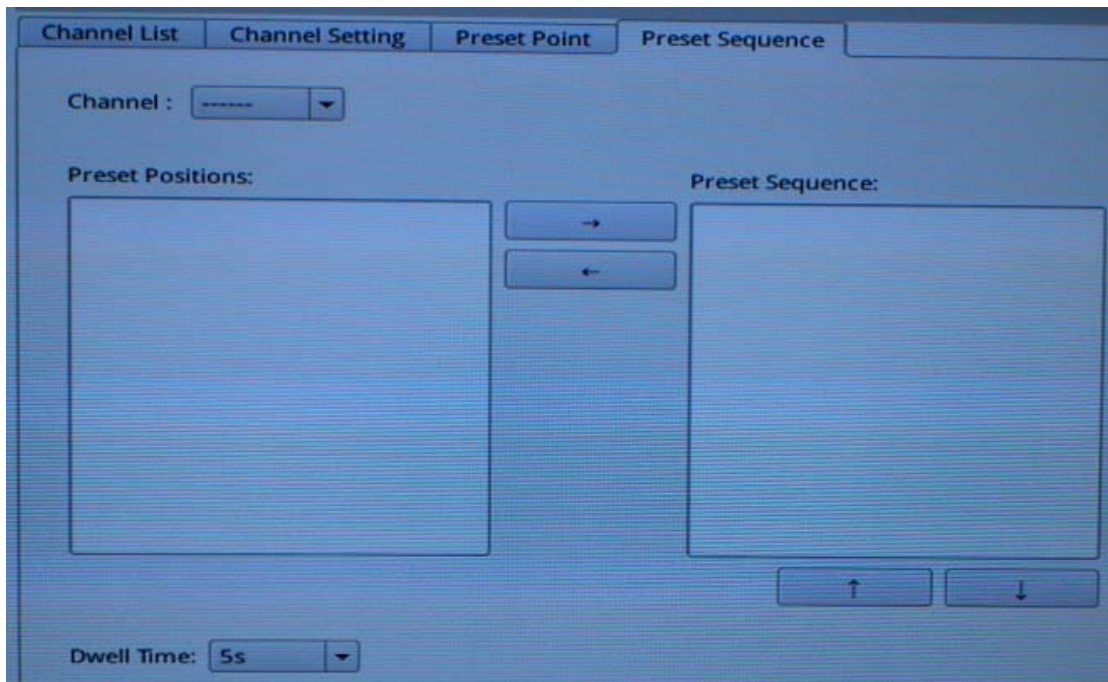 Channel List
Channel Setting
Preset Point
Preset Sequence
Channel : ------
Preset Positions:
Preset Sequence:
→
←
↑
↓
Dwell Time: 5s